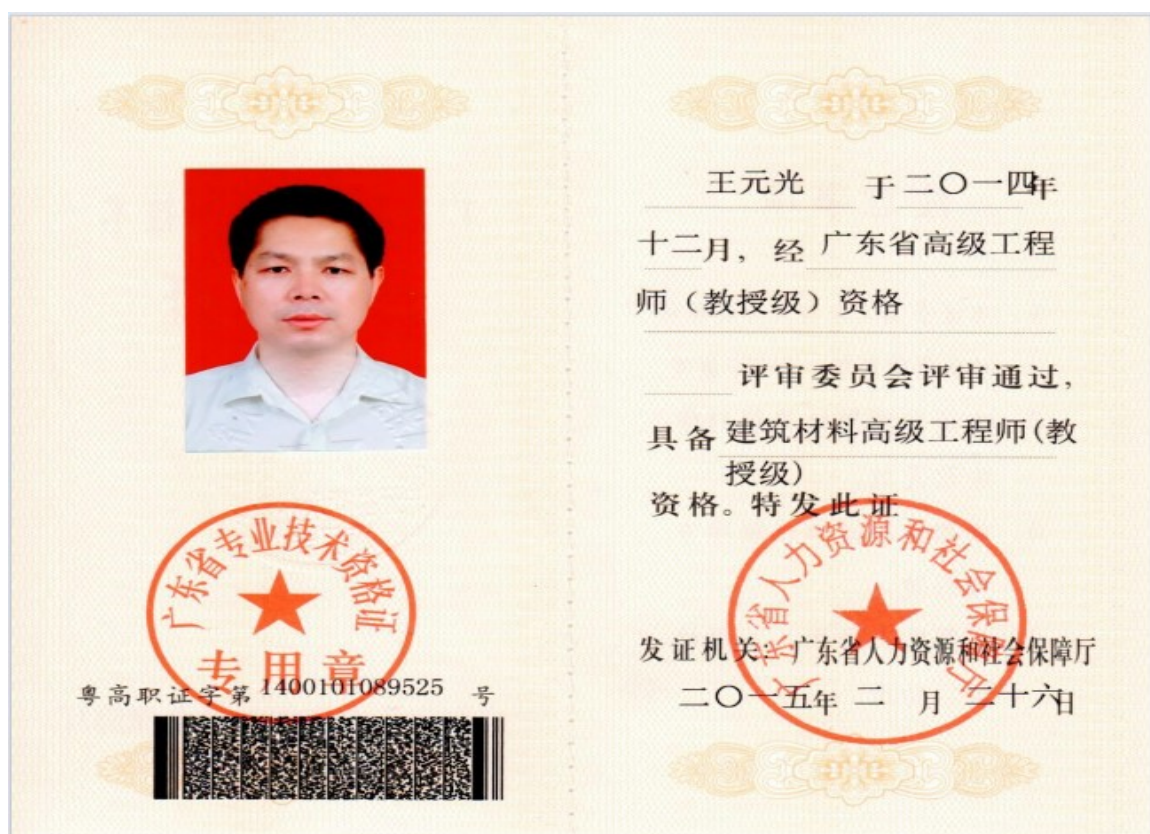 广东省专业技术资格证
专用章
粤高职证字第 1400101089525 号
王元光 于二〇一四年
十二月，经 广东省高级工程
师（教授级）资格
评审委员会评审通过，
具备 建筑材料高级工程师(教
授级)
资格。特发此证
广东省人力资源和社会保障厅
发证机关：广东省人力资源和社会保障厅
二〇一五年 二 月 二十六日